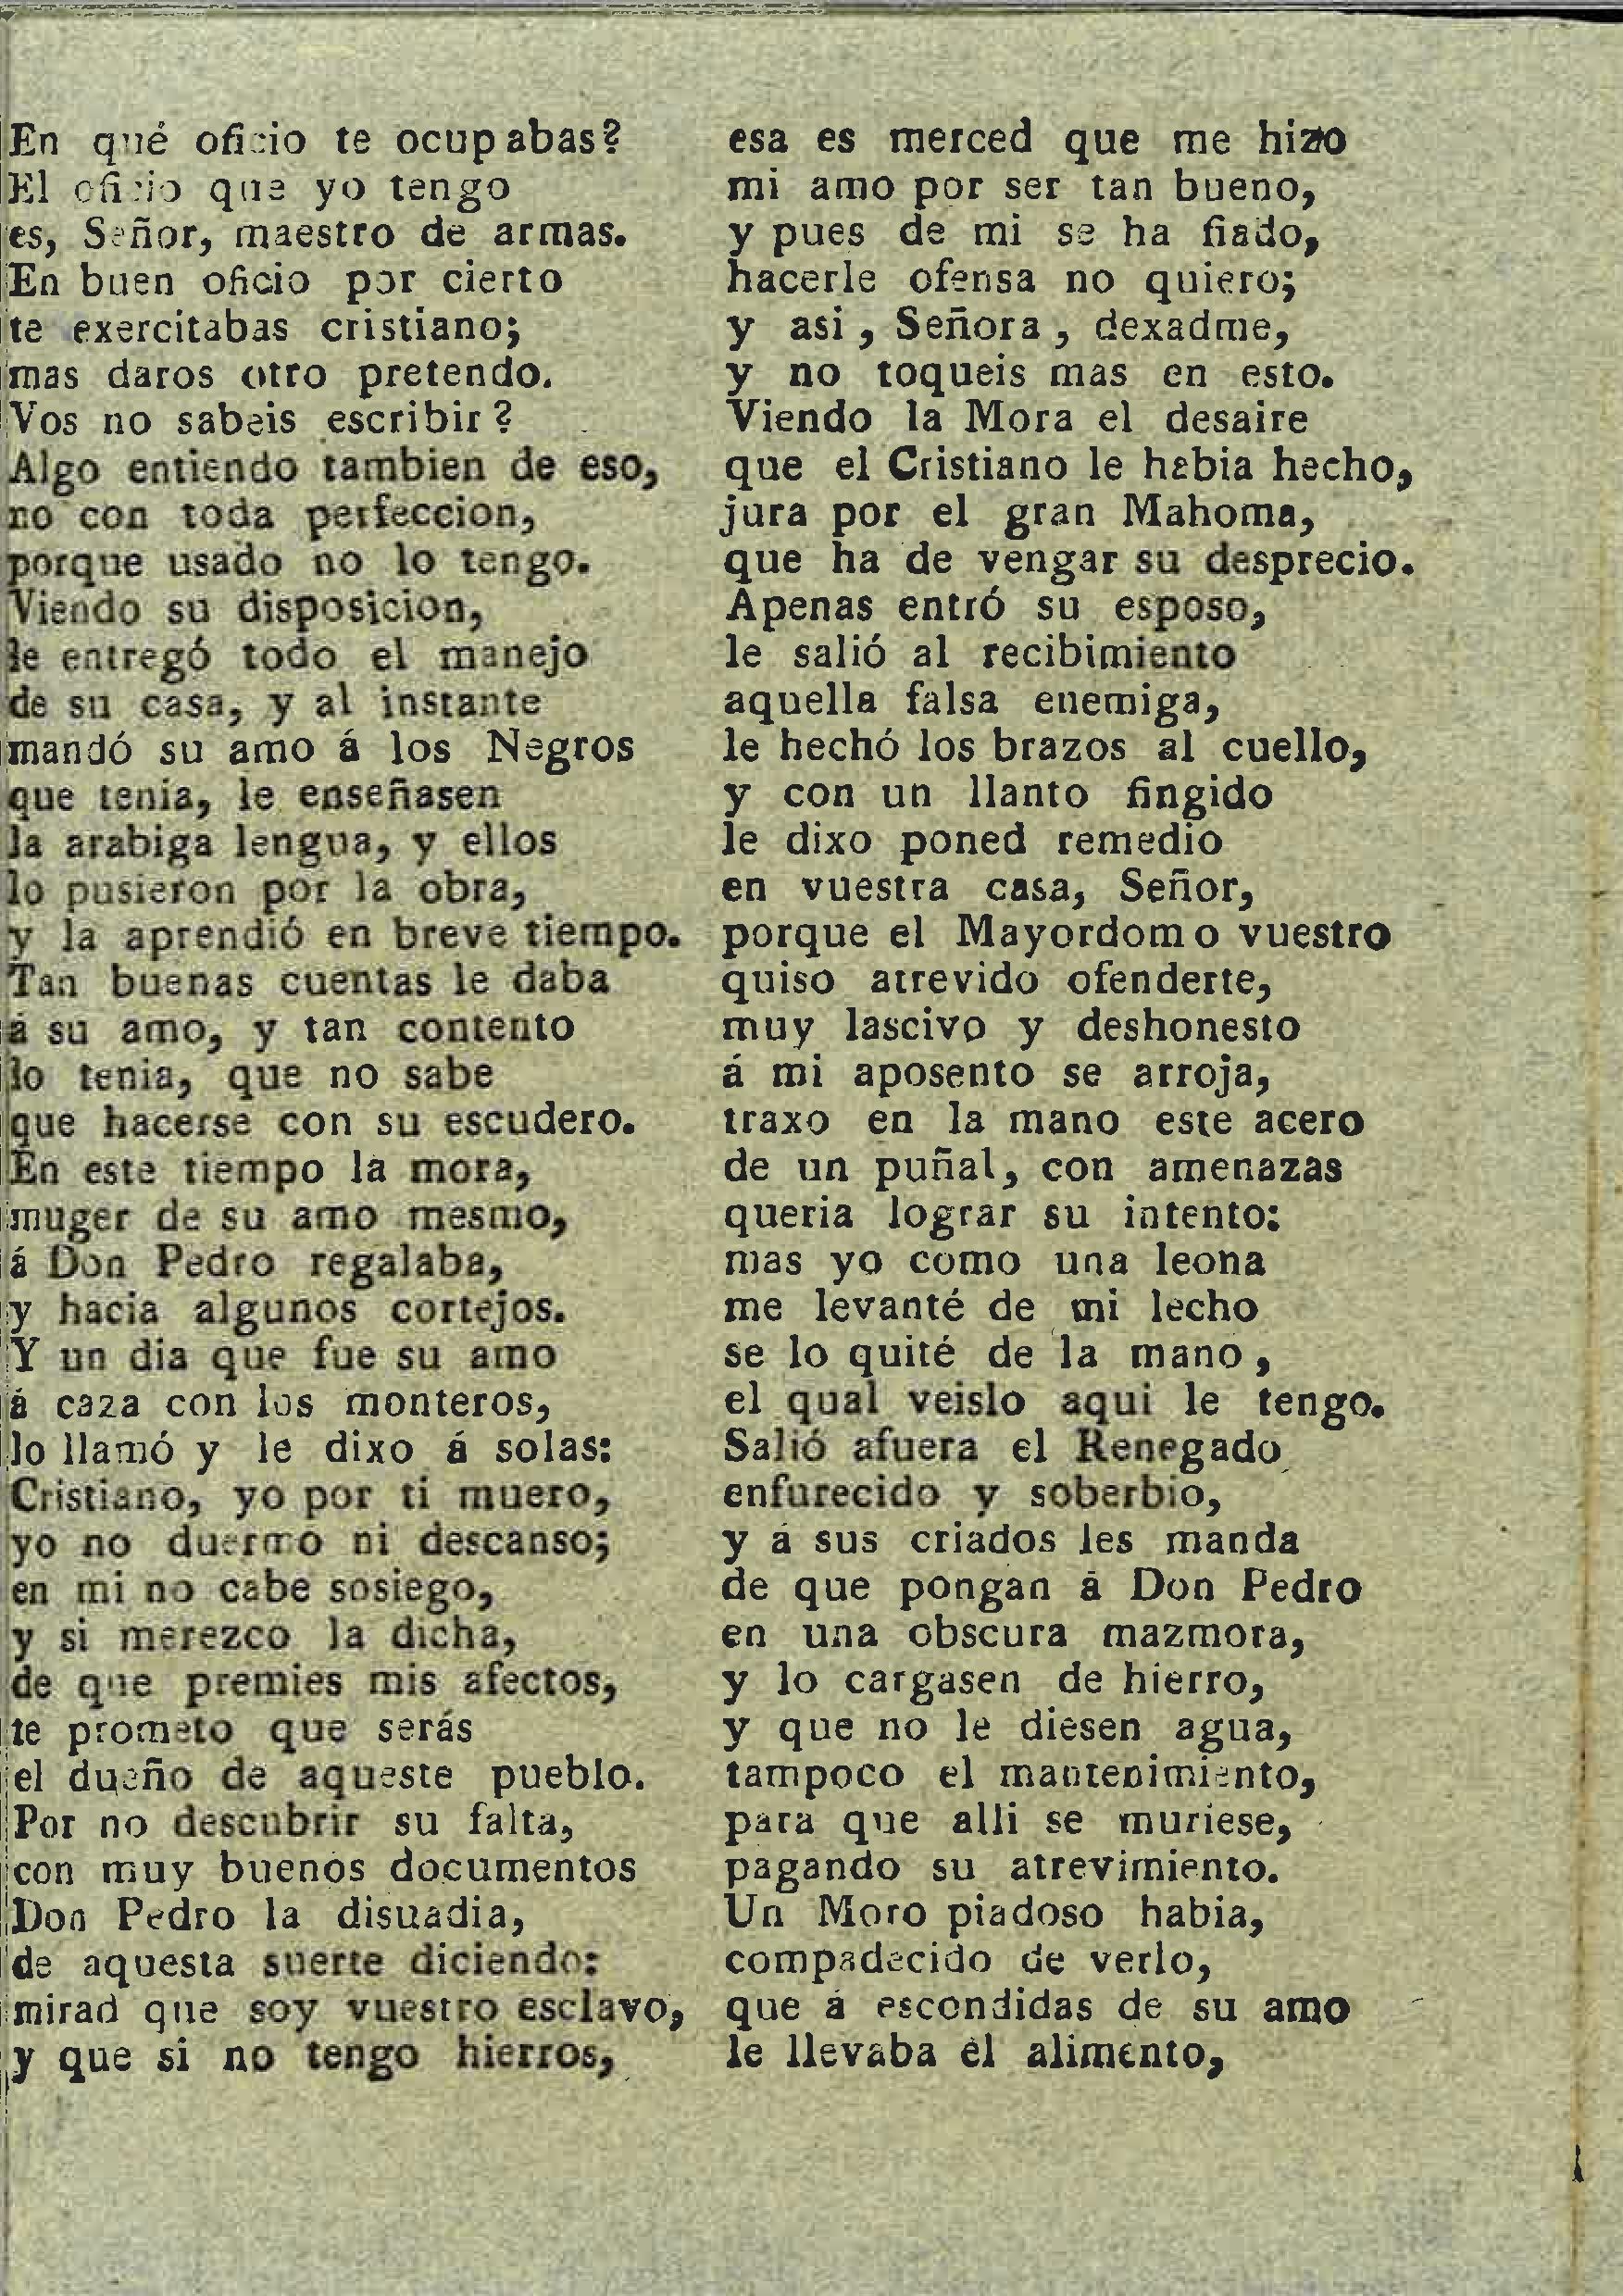 En qué oficio te ocupabas?
El oficio que yo tengo
es, Señor, maestro de armas.
En buen oficio por cierto
te exercitabas cristiano;
mas daros otro pretendo.
Vos no sabeis escribir?
Algo entiendo tambien de eso,
no con toda perfeccion,
porque usado no lo tengo.
Viendo su disposicion,
le entregó todo el manejo
de su casa, y al instante
mandó su amo á los Negros
que tenia, le enseñasen
la arabiga lengua, y ellos
lo pusieron por la obra,
y la aprendió en breve tiempo.
Tan buenas cuentas le daba
á su amo, y tan contento
lo tenia, que no sabe
que hacerse con su escudero.
En este tiempo la mora,
muger de su amo mesmo,
á Don Pedro regalaba,
y hacia algunos cortejos.
Y un dia que fue su amo
á caza con los monteros,
lo llamó y le dixo á solas:
Cristiano, yo por ti muero,
yo no duermo ni descanso;
en mi no cabe sosiego,
y si merezco la dicha,
de que premies mis afectos,
te prometo que serás
el dueño de aqueste pueblo.
Por no descubrir su falta,
con muy buenos documentos
Don Pedro la disuadia,
de aquesta suerte diciendo:
mirad que soy vuestro esclavo,
y que si no tengo hierros,
esa es merced que me hizo
mi amo por ser tan bueno,
y pues de mi se ha fiado,
hacerle ofensa no quiero;
y asi, Señora, dexadme,
y no toqueis mas en esto.
Viendo la Mora el desaire
que el Cristiano le habia hecho,
jura por el gran Mahoma,
que ha de vengar su desprecio.
Apenas entró su esposo,
le salió al recibimiento
aquella falsa enemiga,
le hechó los brazos al cuello,
y con un llanto fingido
le dixo poned remedio
en vuestra casa, Señor,
porque el Mayordomo vuestro
quiso atrevido ofenderte,
muy lascivo y deshonesto
á mi aposento se arroja,
traxo en la mano este acero
de un puñal, con amenazas
queria lograr su intento:
mas yo como una leona
me levanté de mi lecho
se lo quité de la mano,
el qual veislo aqui le tengo.
Salió afuera el Renegado
enfurecido y soberbio,
y á sus criados les manda
de que pongan á Don Pedro
en una obscura mazmora,
y lo cargasen de hierro,
y que no le diesen agua,
tampoco el mantenimiento,
para que alli se muriese,
pagando su atrevimiento.
Un Moro piadoso habia,
compadecido de verlo,
que á escondidas de su amo
le llevaba el alimento,